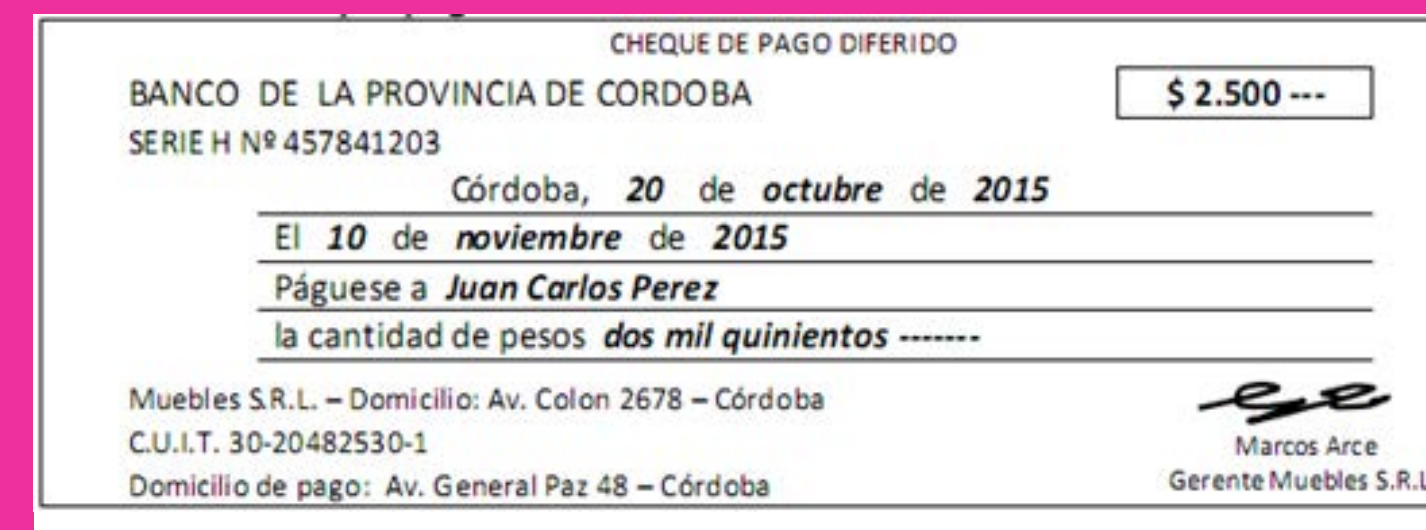 CHEQUE DE PAGO DIFERIDO
BANCO DE LA PROVINCIA DE CORDOBA
$ 2.500 ---
SERIE H Nº 457841203
Córdoba, 20 de octubre de 2015
El 10 de noviembre de 2015
Páguese a Juan Carlos Perez
la cantidad de pesos dos mil quinientos -------
Muebles S.R.L. – Domicilio: Av. Colon 2678 – Córdoba
C.U.I.T. 30-20482530-1
Marcos Arce
Domicilio de pago: Av. General Paz 48 – Córdoba
Gerente Muebles S.R.L